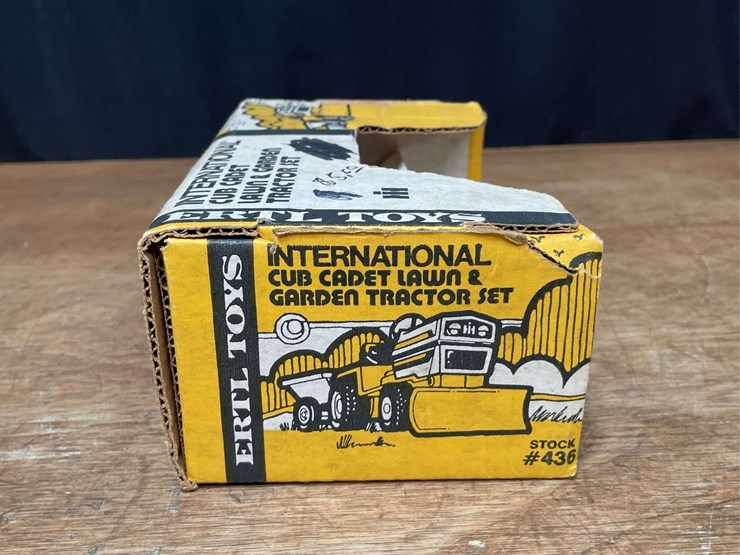 INTERNATIONAL
CUB CADET
LAWN & GARDEN
TRACTOR SET
ERTL TOYS
ERTL TOYS
INTERNATIONAL
CUB CADET LAWN &
GARDEN TRACTOR SET
STOCK
#436